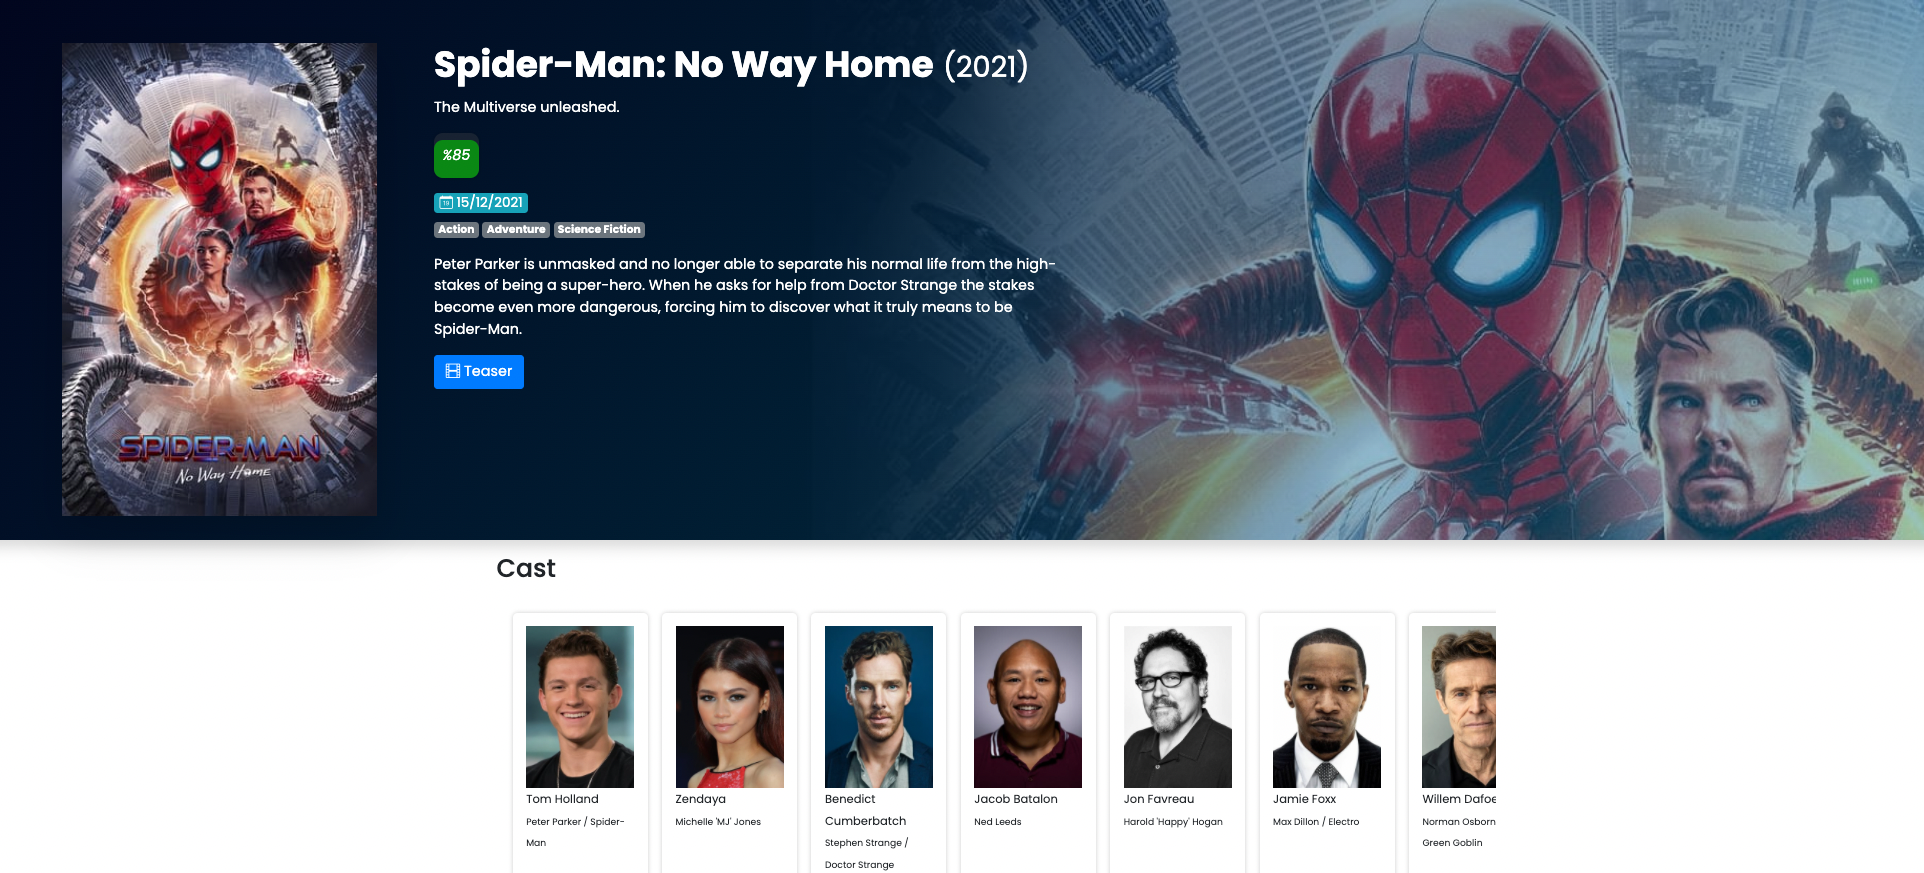 Spider-Man: No Way Home (2021)
The Multiverse unleashed.
%85
15/12/2021
Action Adventure Science Fiction
Peter Parker is unmasked and no longer able to separate his normal life from the high-
stakes of being a super-hero. When he asks for help from Doctor Strange the stakes
become even more dangerous, forcing him to discover what it truly means to be
Spider-Man.
Teaser
SPIDER-MAN
No Way Home
Cast
Tom Holland
Peter Parker / Spider-
Man
Zendaya
Michelle 'MJ' Jones
Benedict
Cumberbatch
Stephen Strange /
Doctor Strange
Jacob Batalon
Ned Leeds
Jon Favreau
Harold 'Happy' Hogan
Jamie Foxx
Max Dillon / Electro
Willem Dafoe
Norman Osborn
Green Goblin